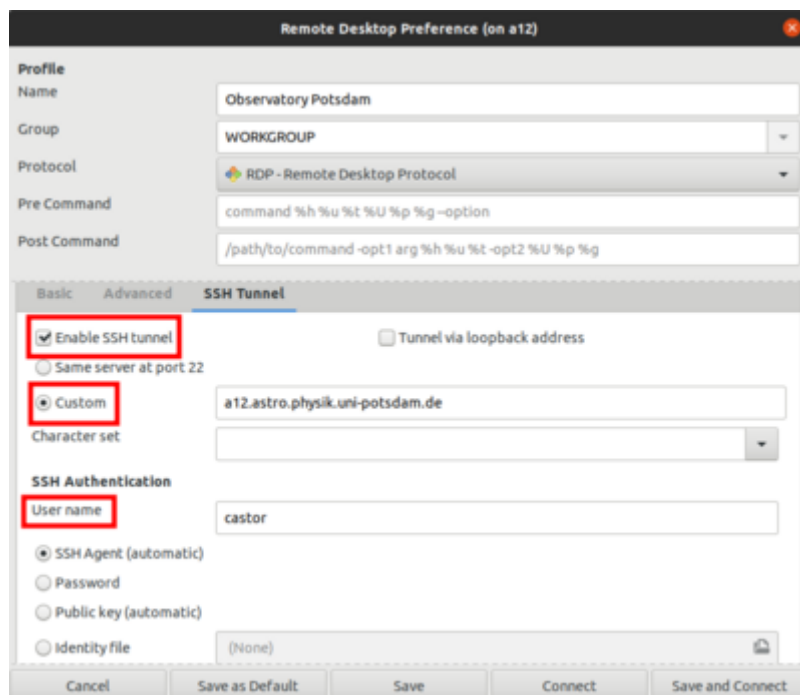 Remote Desktop Preference (on a12)
Profile
Name
Observatory Potsdam
Group
WORKGROUP
Protocol
RDP - Remote Desktop Protocol
Pre Command
command %h %u %t %U %p %g --option
Post Command
/path/to/command -opt1 arg %h %u %t -opt2 %U %p %g
Basic Advanced SSH Tunnel
Enable SSH tunnel Tunnel via loopback address
Same server at port 22
Custom a12.astro.physik.uni-potsdam.de
Character set
SSH Authentication
User name
castor
SSH Agent (automatic)
Password
Public key (automatic)
Identity file (None)
Cancel Save as Default Save Connect Save and Connect